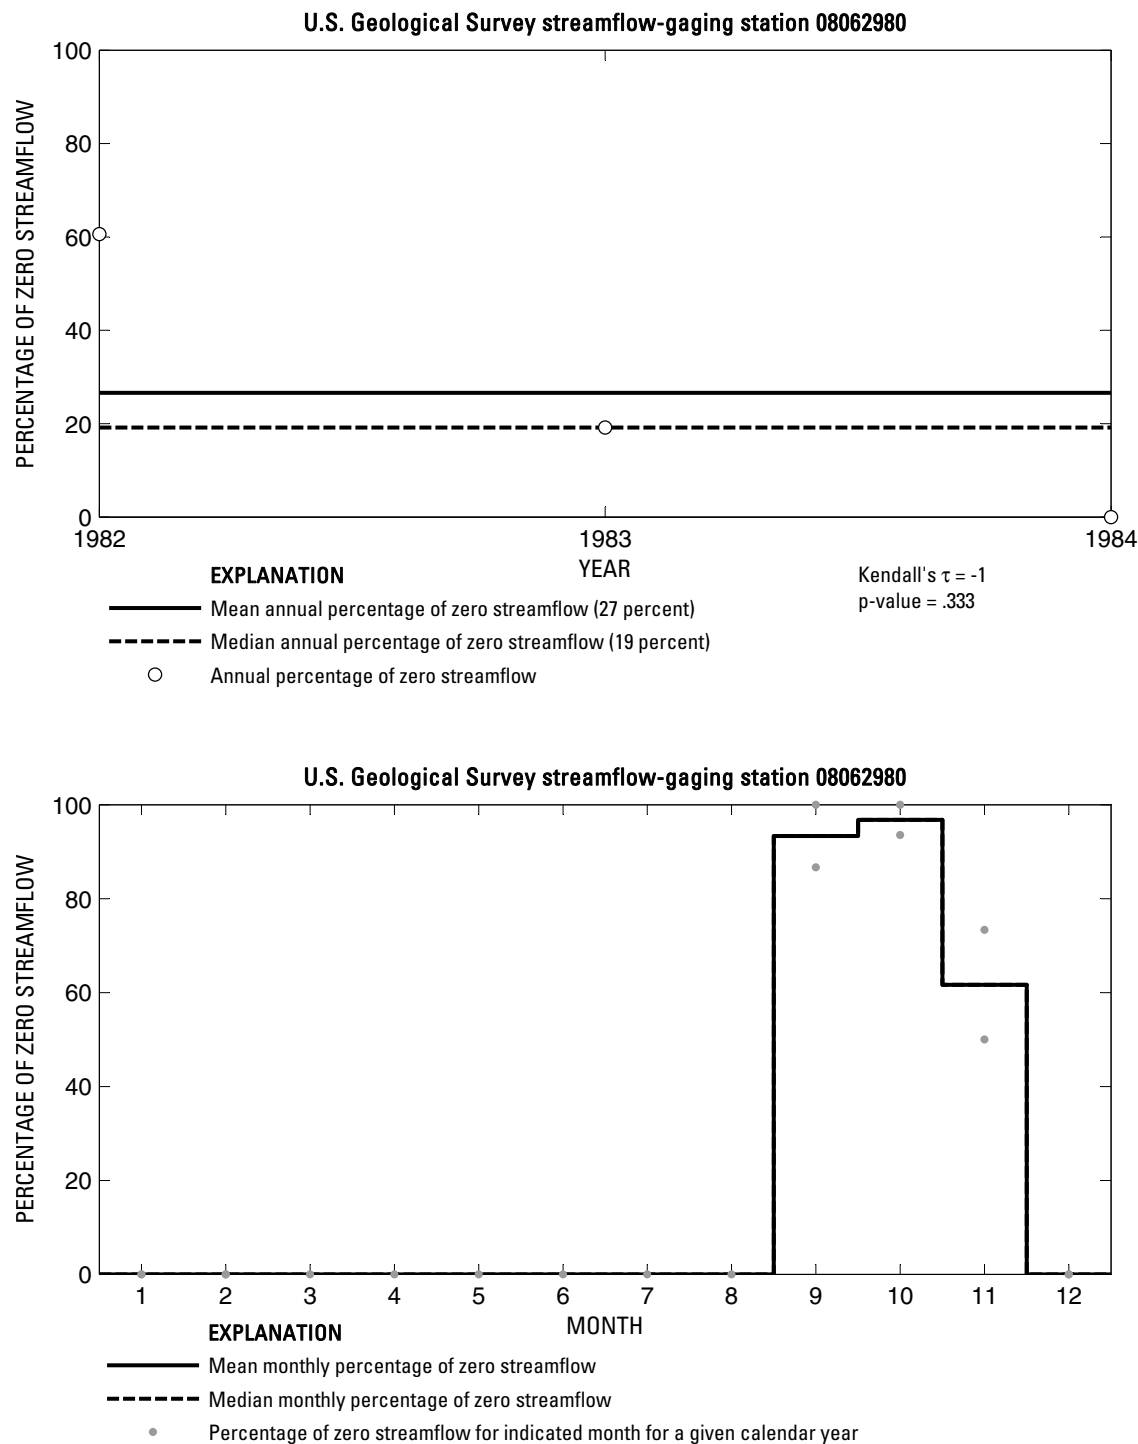 U.S. Geological Survey streamflow-gaging station 08062980
PERCENTAGE OF ZERO STREAMFLOW
100
80
60
40
20
0
1982 1983 1984
YEAR
EXPLANATION
Mean annual percentage of zero streamflow (27 percent)
Median annual percentage of zero streamflow (19 percent)
Annual percentage of zero streamflow
Kendall's τ = -1
p-value = .333
U.S. Geological Survey streamflow-gaging station 08062980
PERCENTAGE OF ZERO STREAMFLOW
100
80
60
40
20
0
1 2 3 4 5 6 7 8 9 10 11 12
MONTH
EXPLANATION
Mean monthly percentage of zero streamflow
Median monthly percentage of zero streamflow
Percentage of zero streamflow for indicated month for a given calendar year